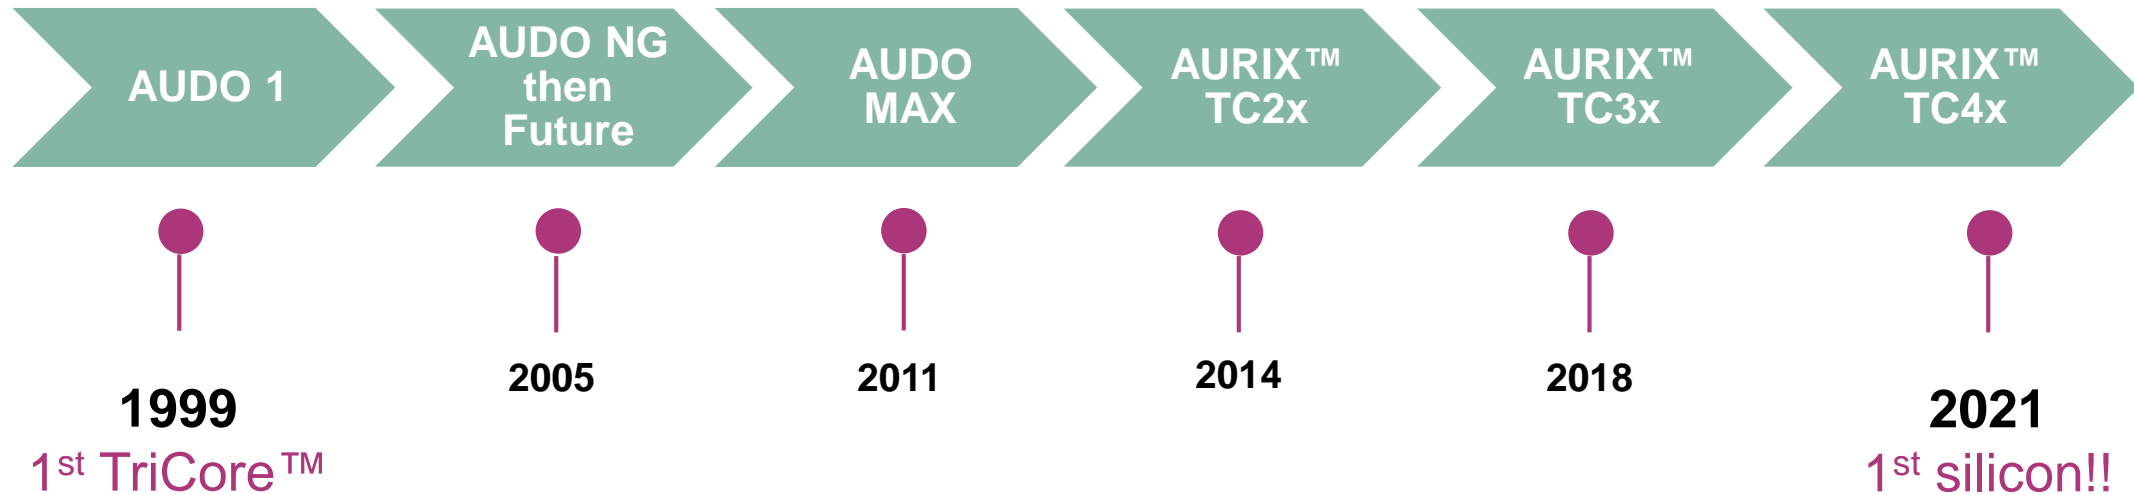 AUDO 1
AUDO NG
then
Future
AUDO
MAX
AURIX™
TC2x
AURIX™
TC3x
AURIX™
TC4x
1999
1st TriCore™
2005
2011
2014
2018
2021
1st silicon!!